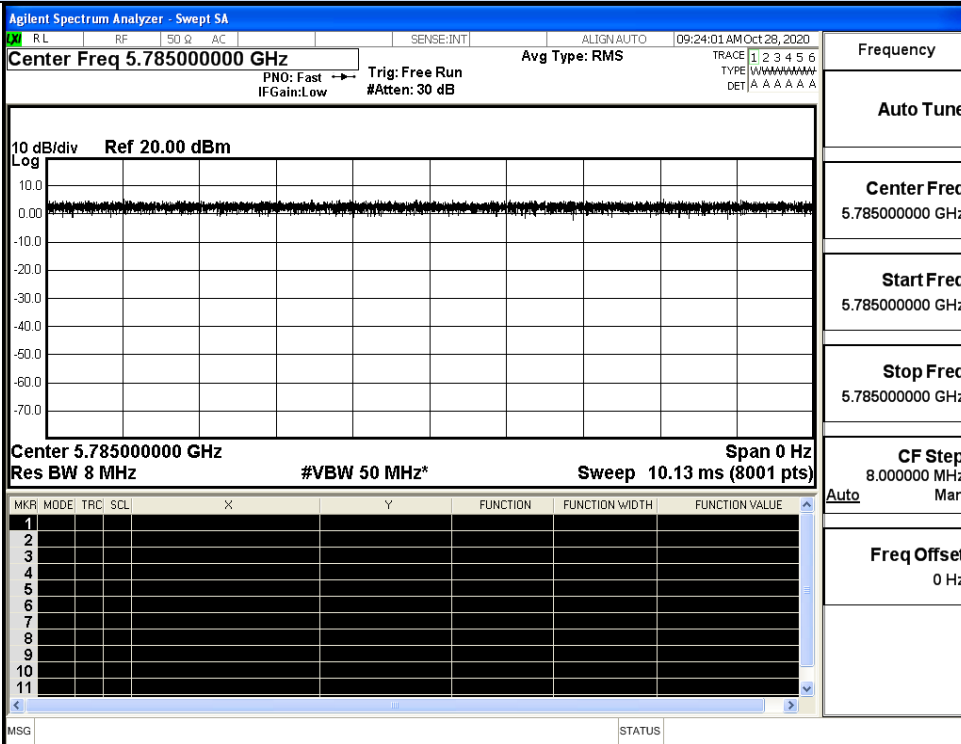 Agilent Spectrum Analyzer - Swept SA
LXI RL RF 50 Ω AC SENSE:INT ALIGN AUTO 09:24:01 AM Oct 28, 2020
Center Freq 5.785000000 GHz Avg Type: RMS TRACE 1 2 3 4 5 6
PNO: Fast Trig: Free Run TYPE WWWWWW
IFGain:Low #Atten: 30 dB DET A A A A A A
10 dB/div Ref 20.00 dBm
Log
10.0
0.00
-10.0
-20.0
-30.0
-40.0
-50.0
-60.0
-70.0
Center 5.785000000 GHz Span 0 Hz
Res BW 8 MHz #VBW 50 MHz* Sweep 10.13 ms (8001 pts)
MKR MODE TRC SCL X Y FUNCTION FUNCTION WIDTH FUNCTION VALUE
1
2
3
4
5
6
7
8
9
10
11
MSG STATUS
Frequency
Auto Tune
Center Freq
5.785000000 GHz
Start Freq
5.785000000 GHz
Stop Freq
5.785000000 GHz
CF Step
8.000000 MHz
Auto Man
Freq Offset
0 Hz